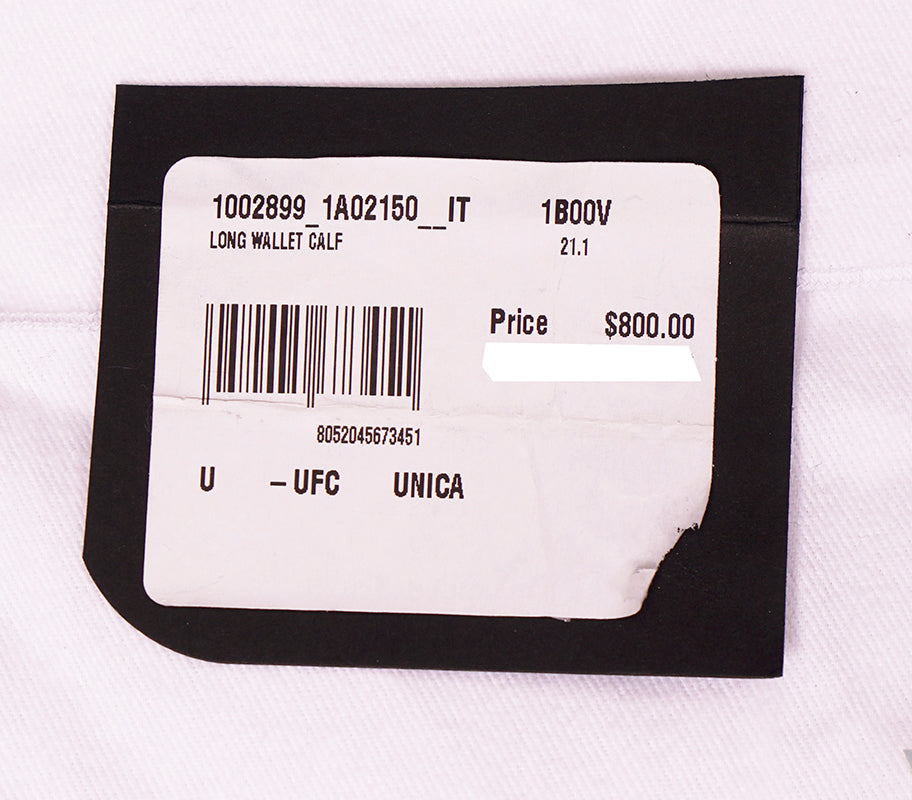 1002899_1A02150__IT 1B00V
LONG WALLET CALF 21.1
Price $800.00
8052045673451
U – UFC UNICA